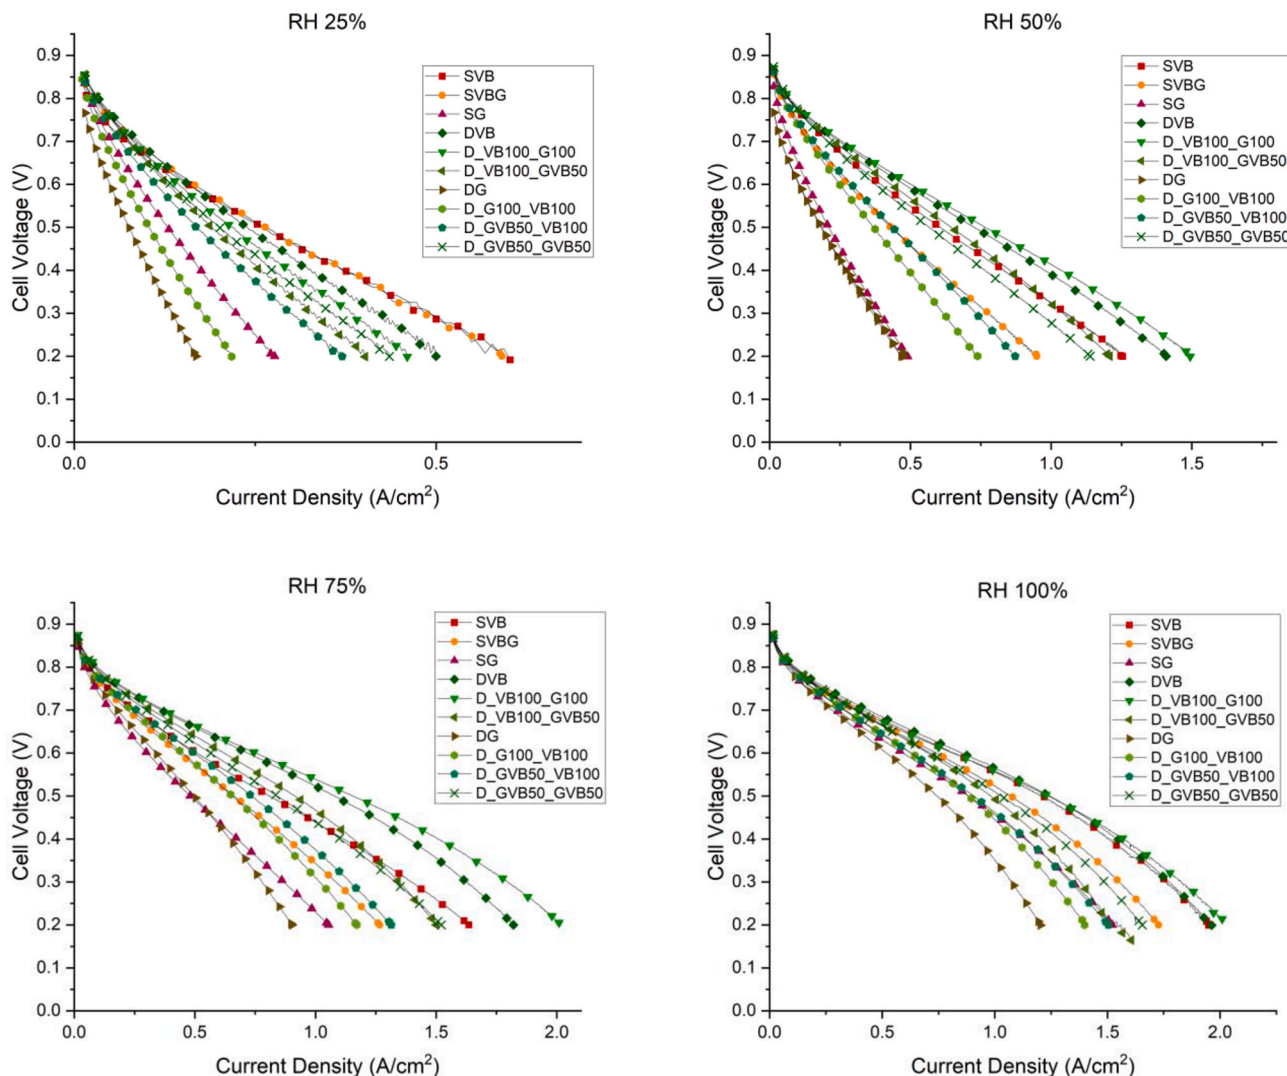 RH 25%
Cell Voltage (V)
0.9
0.8
0.7
0.6
0.5
0.4
0.3
0.2
0.1
0.0
SVB
SVBG
SG
DVB
D_VB100_G100
D_VB100_GVB50
DG
D_G100_VB100
D_GVB50_VB100
D_GVB50_GVB50
0.0
0.5
Current Density (A/cm²)
RH 50%
Cell Voltage (V)
0.9
0.8
0.7
0.6
0.5
0.4
0.3
0.2
0.1
0.0
SVB
SVBG
SG
DVB
D_VB100_G100
D_VB100_GVB50
DG
D_G100_VB100
D_GVB50_VB100
D_GVB50_GVB50
0.0
0.5
1.0
1.5
Current Density (A/cm²)
RH 75%
Cell Voltage (V)
0.9
0.8
0.7
0.6
0.5
0.4
0.3
0.2
0.1
0.0
SVB
SVBG
SG
DVB
D_VB100_G100
D_VB100_GVB50
DG
D_G100_VB100
D_GVB50_VB100
D_GVB50_GVB50
0.0
0.5
1.0
1.5
2.0
Current Density (A/cm²)
RH 100%
Cell Voltage (V)
0.9
0.8
0.7
0.6
0.5
0.4
0.3
0.2
0.1
0.0
SVB
SVBG
SG
DVB
D_VB100_G100
D_VB100_GVB50
DG
D_G100_VB100
D_GVB50_VB100
D_GVB50_GVB50
0.0
0.5
1.0
1.5
2.0
Current Density (A/cm²)